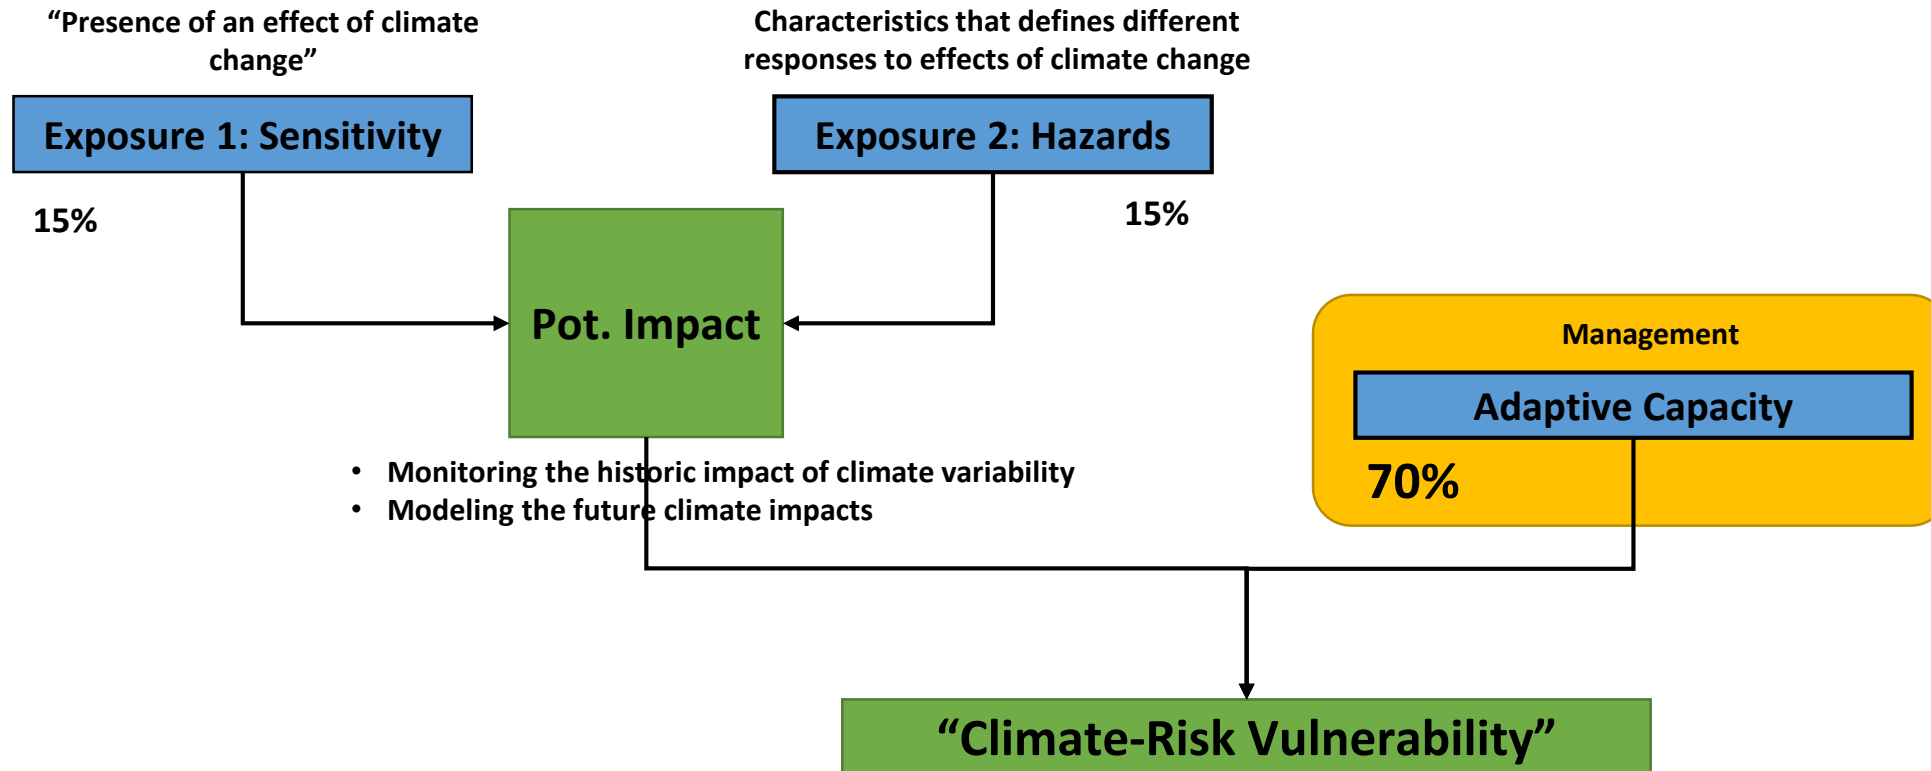 “Presence of an effect of climate
change”
Characteristics that defines different
responses to effects of climate change
Exposure 1: Sensitivity
Exposure 2: Hazards
15%
15%
Pot. Impact
Management
Adaptive Capacity
70%
• Monitoring the historic impact of climate variability
• Modeling the future climate impacts
“Climate-Risk Vulnerability”